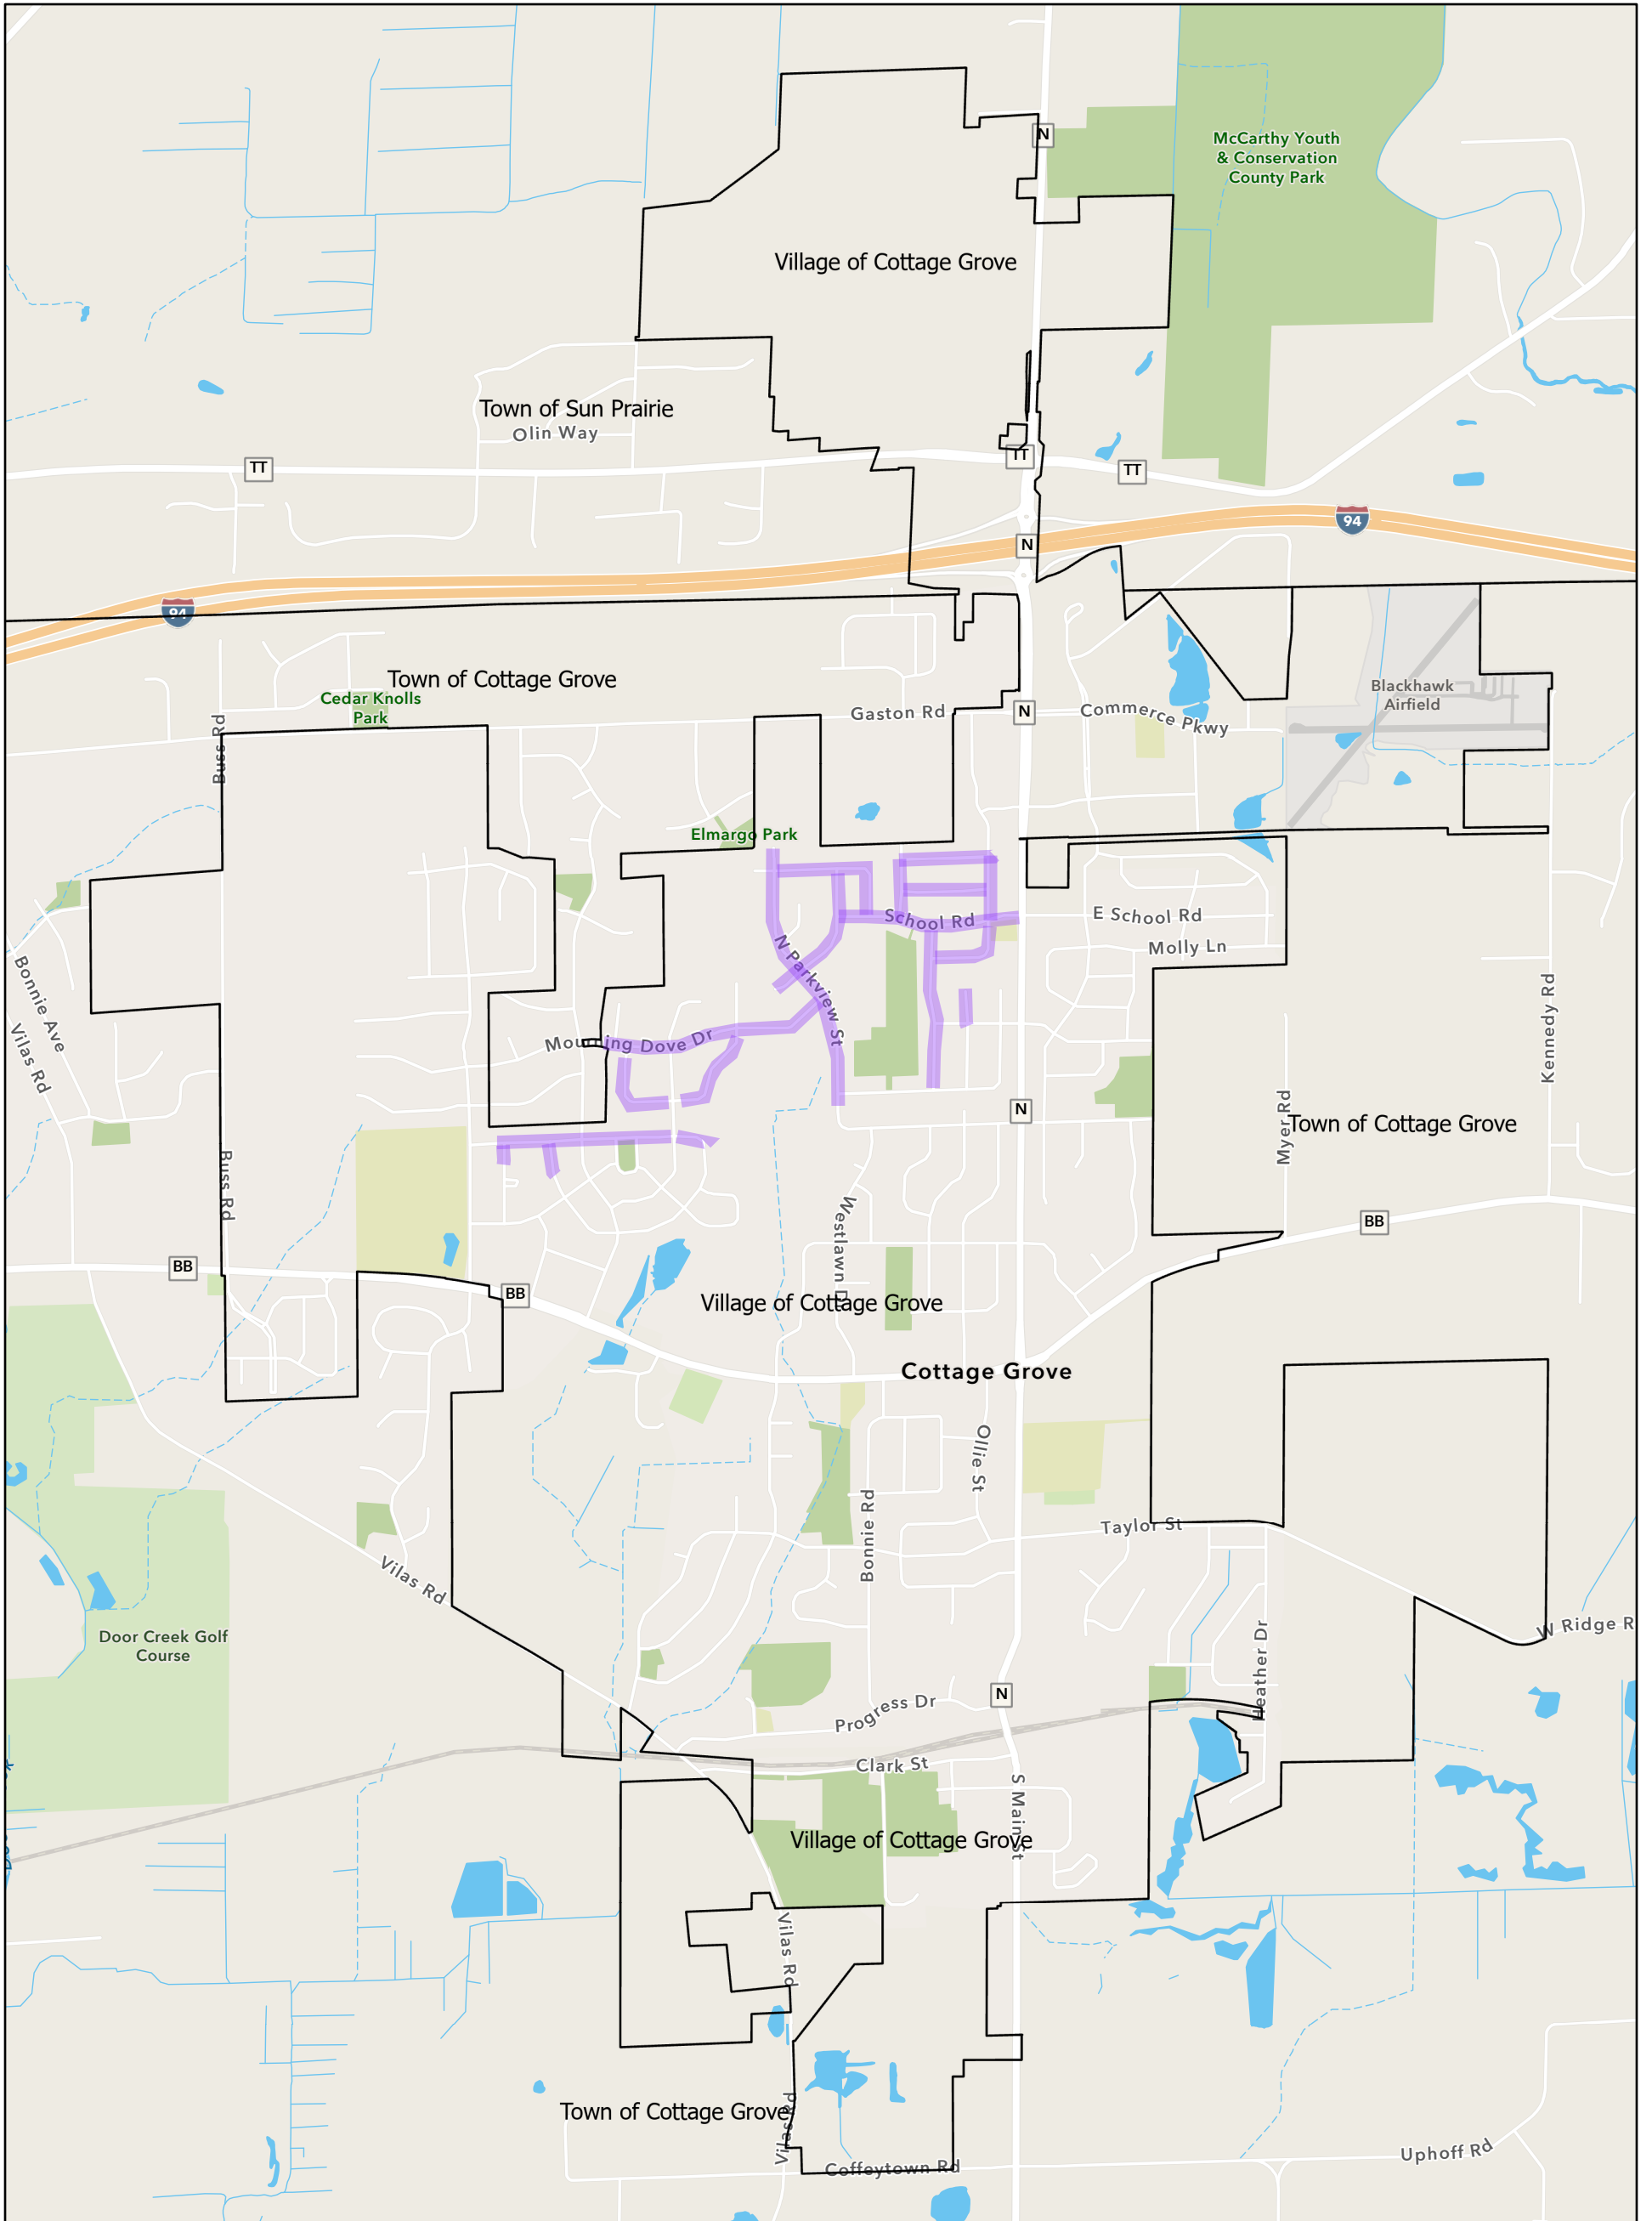 N
McCarthy Youth
& Conservation
County Park
Village of Cottage Grove
Town of Sun Prairie
Olin Way
TT
TT
TT
94
N
94
Town of Cottage Grove
Cedar Knolls
Park
Buss Rd
Gaston Rd
N
Commerce Pkwy
Blackhawk
Airfield
Elmargo Park
School Rd
E School Rd
Molly Ln
N Parkview St
Bonnie Ave
Vilas Rd
Mourning Dove Dr
Kennedy Rd
N
Myer Rd
Town of Cottage Grove
Buss Rd
Westlawn D
BB
BB
BB
Village of Cottage Grove
Cottage Grove
Ollie St
Bonnie Rd
Taylor St
Vilas Rd
Door Creek Golf
Course
W Ridge R
Heather Dr
N
Progress Dr
Clark St
S Main St
Village of Cottage Grove
Vilas Rd
Town of Cottage Grove
Vilas Rd
Coffeytown Rd
Uphoff Rd